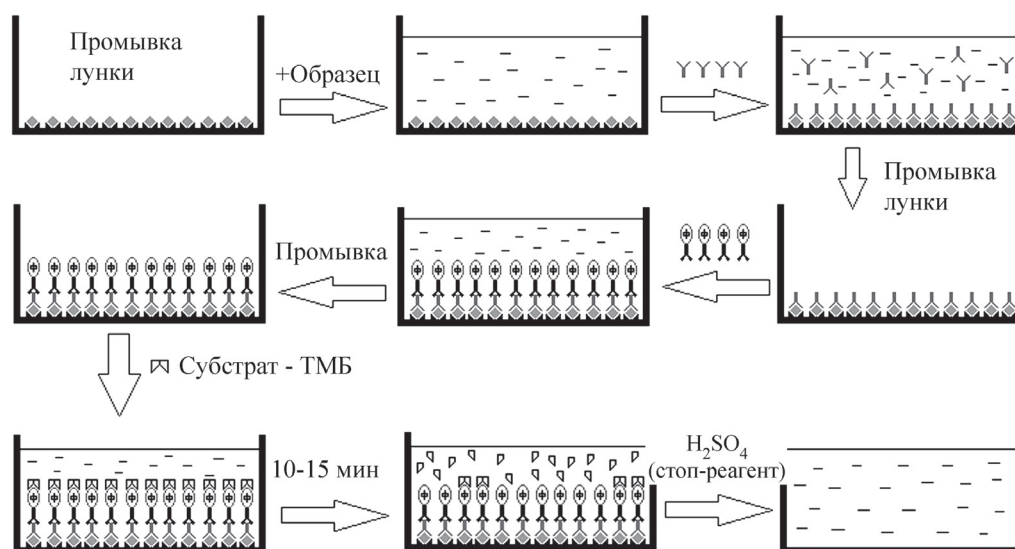 Промывка
лунки
+Образец
Промывка
лунки
Промывка
Субстрат - ТМБ
10-15 мин
H₂SO₄
(стоп-реагент)